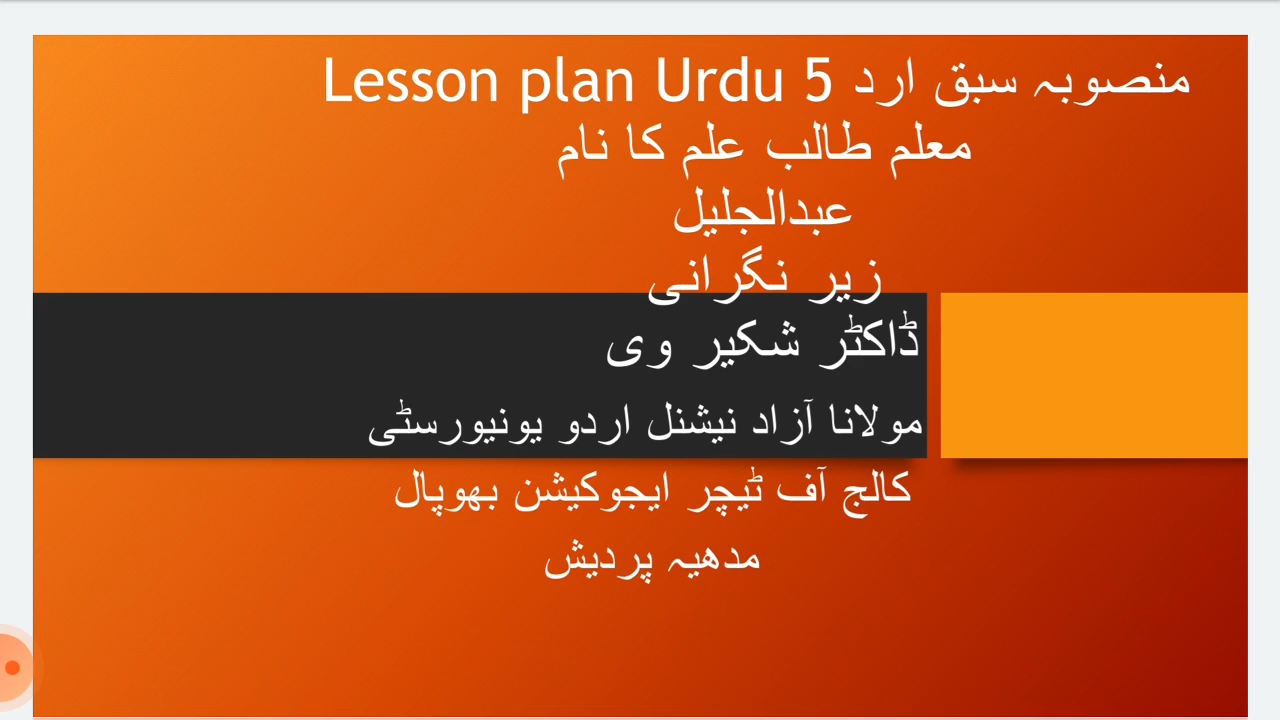 منصوبہ سبق ارد Lesson plan Urdu 5
معلم طالب علم کا نام
عبدالجلیل
زیر نگرانی
ڈاکٹر شکیر وی
مولانا آزاد نیشنل اردو یونیورسٹی
کالج آف ٹیچر ایجوکیشن بھوپال
مدھیہ پردیش